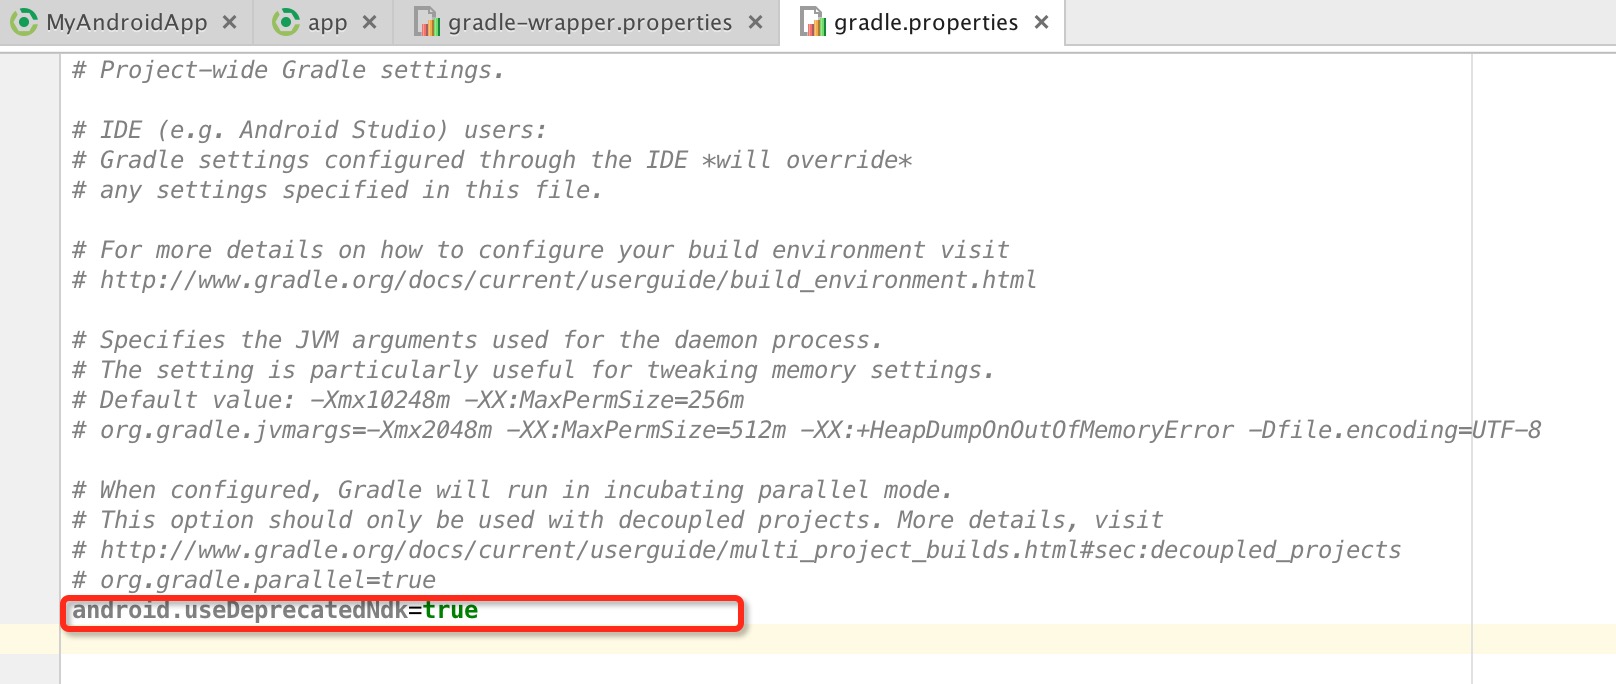 MyAndroidApp app gradle-wrapper.properties gradle.properties
# Project-wide Gradle settings.
# IDE (e.g. Android Studio) users:
# Gradle settings configured through the IDE *will override*
# any settings specified in this file.
# For more details on how to configure your build environment visit
# http://www.gradle.org/docs/current/userguide/build_environment.html
# Specifies the JVM arguments used for the daemon process.
# The setting is particularly useful for tweaking memory settings.
# Default value: -Xmx10248m -XX:MaxPermSize=256m
# org.gradle.jvmargs=-Xmx2048m -XX:MaxPermSize=512m -XX:+HeapDumpOnOutOfMemoryError -Dfile.encoding=UTF-8
# When configured, Gradle will run in incubating parallel mode.
# This option should only be used with decoupled projects. More details, visit
# http://www.gradle.org/docs/current/userguide/multi_project_builds.html#sec:decoupled_projects
# org.gradle.parallel=true
android.useDeprecatedNdk=true